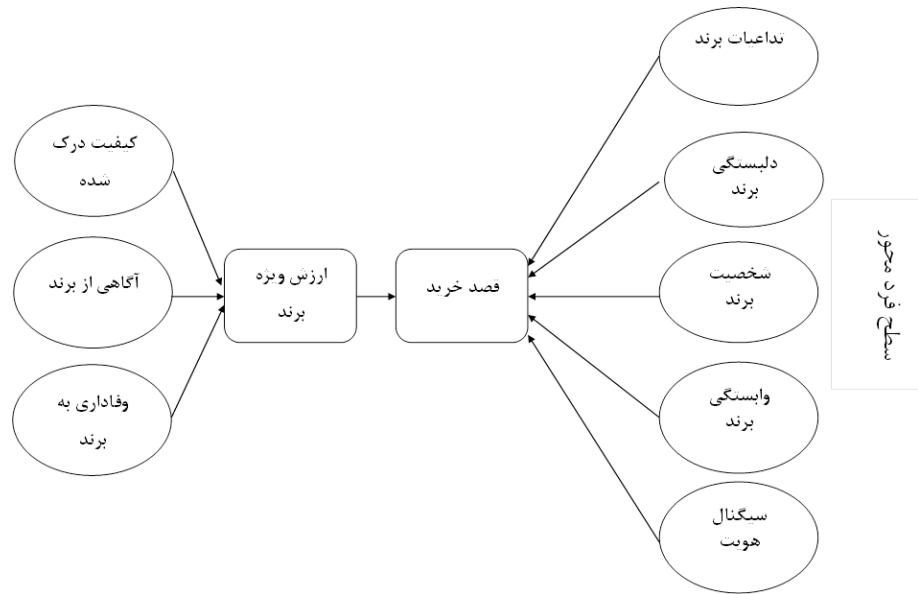 تداعیات برند
دلبستگی
برند
شخصیت
برند
وابستگی
برند
سیگنال
هویت
سطح فرد محور
قصد خرید
ارزش ویژه
برند
کیفیت درک
شده
آگاهی از برند
وفاداری به
برند